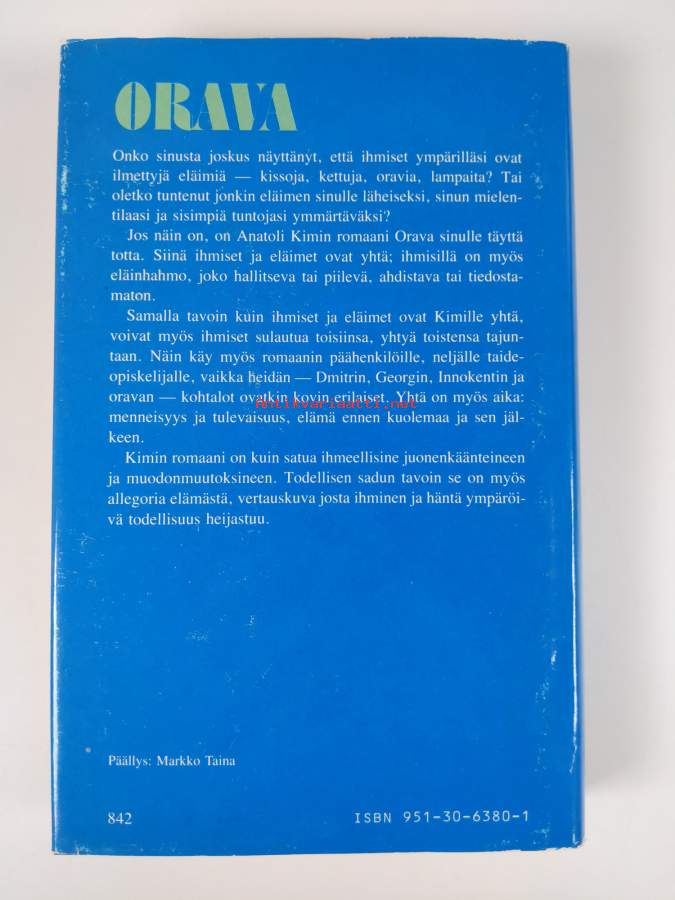 ORAVA
Onko sinusta joskus näyttänyt, että ihmiset ympärilläsi ovat
ilmettyjä eläimiä — kissoja, kettuja, oravia, lampaita? Tai
oletko tuntenut jonkin eläimen sinulle läheiseksi, sinun mielen-
tilaasi ja sisimpiä tuntojasi ymmärtäväksi?
Jos näin on, on Anatoli Kimin romaani Orava sinulle täyttä
totta. Siinä ihmiset ja eläimet ovat yhtä; ihmisillä on myös
eläinhahmo, joko hallitseva tai piilevä, ahdistava tai tiedosta-
maton.
Samalla tavoin kuin ihmiset ja eläimet ovat Kimille yhtä,
voivat myös ihmiset sulautua toisiinsa, yhtyä toistensa tajun-
taan. Näin käy myös romaanin päähenkilöille, neljälle taide-
opiskelijalle, vaikka heidän — Dmitrin, Georgin, Innokentin ja
oravan — kohtalot ovatkin kovin erilaiset. Yhtä on myös aika:
Antikvariaatti.net
menneisyys ja tulevaisuus, elämä ennen kuolemaa ja sen jäl-
keen.
Kimin romaani on kuin satua ihmeellisine juonenkäänteineen
ja muodonmuutoksineen. Todellisen sadun tavoin se on myös
allegoria elämästä, vertauskuva josta ihminen ja häntä ympäröi-
vä todellisuus heijastuu.
Päällys: Markko Taina
842
ISBN 951-30-6380-1